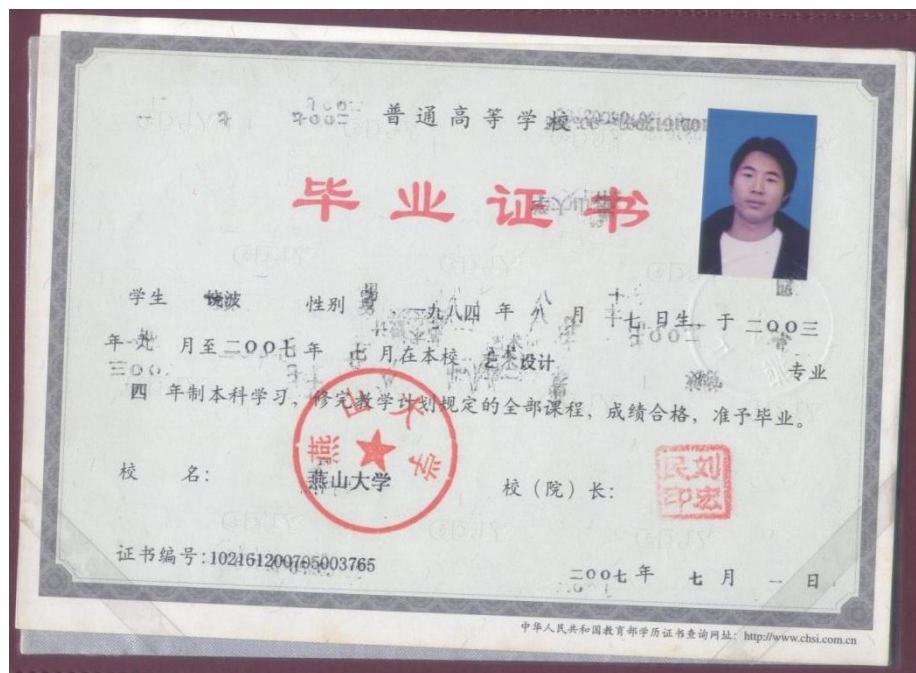 普通高等学校
毕业证书
学生 饶波 性别 男, 一九八四 年 八 月 十七 日生, 于 二〇〇三
年 九 月至 二〇〇七 年 七 月在本校 艺术设计 专业
四 年制本科学习, 修完教学计划规定的全部课程, 成绩合格, 准予毕业。
燕山大学
校 名: 燕山大学 校(院)长: 刘宏民印
证书编号:102161200705003765
二〇〇七 年 七 月 一 日
中华人民共和国教育部学历证书查询网址: http://www.chsi.com.cn